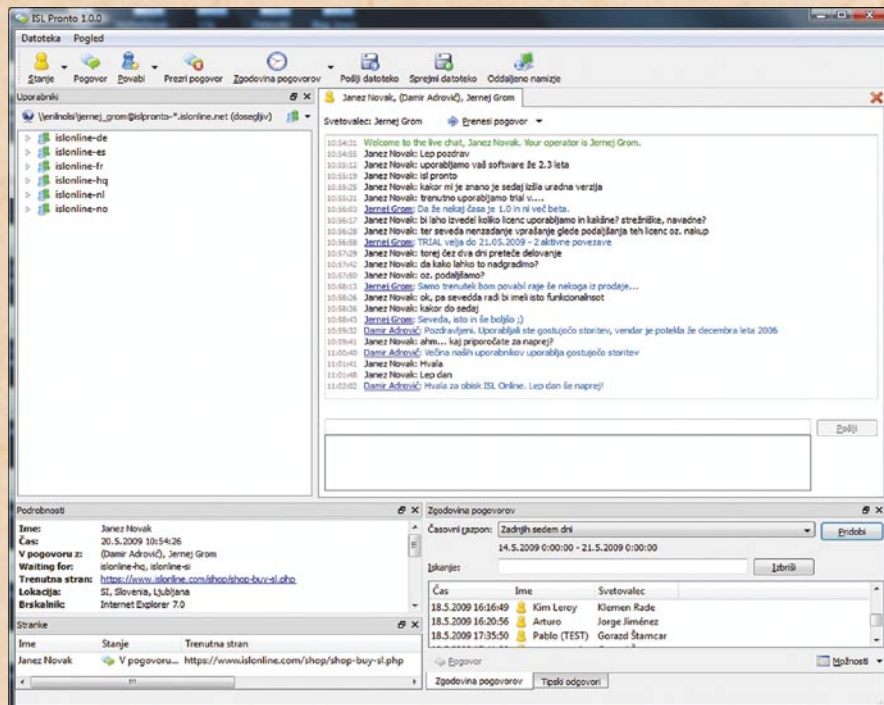 ISL Pronto 1.0.0
Datoteka Pogled
Stanje Pogovor Povabi Prezri pogovor Zgodovina pogovorov Pošlji datoteko Sprejmi datoteko Oddaljeno namizje
Uporabniki
(dosegljiv)
islonline-de
islonline-es
islonline-fr
islonline-hq
islonline-nl
islonline-no
Janez Novak, (Damir Adrović), Jernej Grom
Svetovalec: Jernej Grom Prenesi pogovor
10:54:31 Welcome to the live chat, Janez Novak. Your operator is Jernej Grom.
10:54:55 Janez Novak: Lep pozdrav
10:55:12 Janez Novak: uporabljamo vaš software že 2.3 leta
10:55:19 Janez Novak: isl pronto
10:55:25 Janez Novak: kakor mi je znano je sedaj izšla uradna verzija
10:55:31 Janez Novak: trenutno uporabljamo trial v....
10:56:03 Jernej Grom: Da že nekaj časa je 1.0 in ni več beta.
10:56:17 Janez Novak: bi laho izvedel koliko licenc uporabljamo in kakšne? strežniške, navadne?
10:56:28 Janez Novak: ter seveda nenzadanje vprašanje glede podaljšanja teh licenc oz. nakup
10:56:58 Jernej Grom: TRIAL velja do 21.05.2009 - 2 aktivne povezave
10:57:29 Janez Novak: torej čez dva dni preteče delovanje
10:57:42 Janez Novak: da kako lahko to nadgradimo?
10:57:50 Janez Novak: oz. podaljšamo?
10:58:13 Jernej Grom: Samo trenutek bom povabil raje še nekoga iz prodaje...
10:58:26 Janez Novak: ok, pa sevedda radi bi imeli isto funkcionalnsot
10:58:36 Janez Novak: kakor do sedaj
10:58:43 Jernej Grom: Seveda, isto in še boljšo ;)
10:59:32 Damir Adrović: Pozdravljeni. Uporabljali ste gostujočo storitev, vendar je potekla že decembra leta 2006
10:59:41 Janez Novak: ahm... kaj priporočate za naprej?
11:00:40 Damir Adrović: Večina naših uporabnikov uporablja gostujočo storitev
11:01:41 Janez Novak: Hvala
11:01:48 Janez Novak: Lep dan
11:02:02 Damir Adrović: Hvala za obisk ISL Online. Lep dan še naprej!
Pošlji
Podrobnosti
Ime: Janez Novak
Čas: 20.5.2009 10:54:26
V pogovoru z: (Damir Adrović), Jernej Grom
Waiting for: islonline-hq, islonline-si
Trenutna stran: https://www.islonline.com/shop/shop-buy-sl.php
Lokacija: SI, Slovenia, Ljubljana
Brskalnik: Internet Explorer 7.0
Stranke
Ime Stanje Trenutna stran
Janez Novak V pogovoru... https://www.islonline.com/shop/shop-buy-sl.php
Zgodovina pogovorov
Časovni razpon: Zadnjih sedem dni Pridobi
14.5.2009 0:00:00 - 21.5.2009 0:00:00
Iskanje: Izbriši
Čas Ime Svetovalec
18.5.2009 16:16:49 Kim Leroy Klemen Rade
18.5.2009 16:20:56 Arturo Jorge Jiménez
18.5.2009 17:35:50 Pablo (TEST) Gorazd Štamcar
Pogovor Možnosti
Zgodovina pogovorov Tipski odgovori